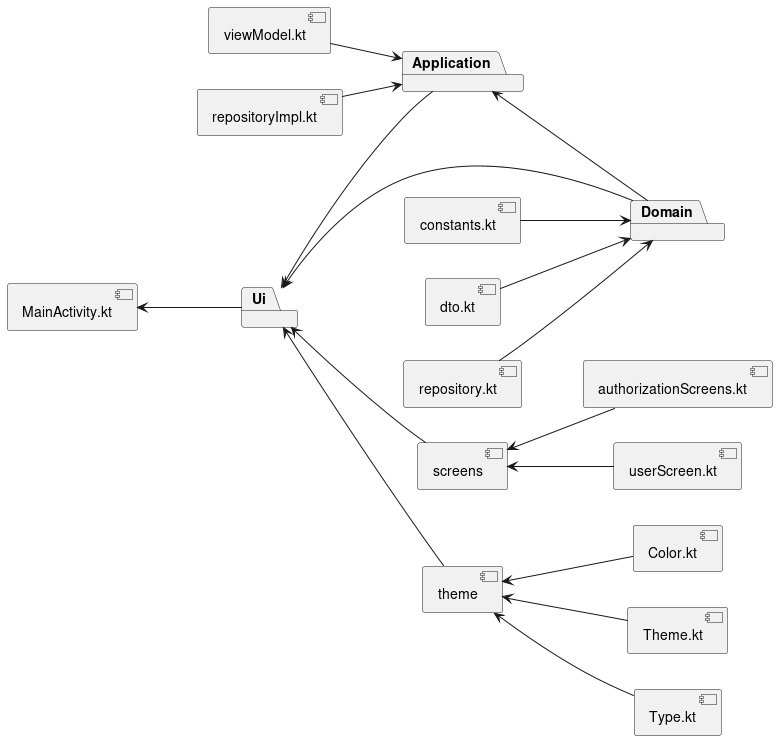 viewModel.kt
Application
repositoryImpl.kt
constants.kt
Domain
dto.kt
MainActivity.kt
Ui
repository.kt
authorizationScreens.kt
screens
userScreen.kt
Color.kt
theme
Theme.kt
Type.kt